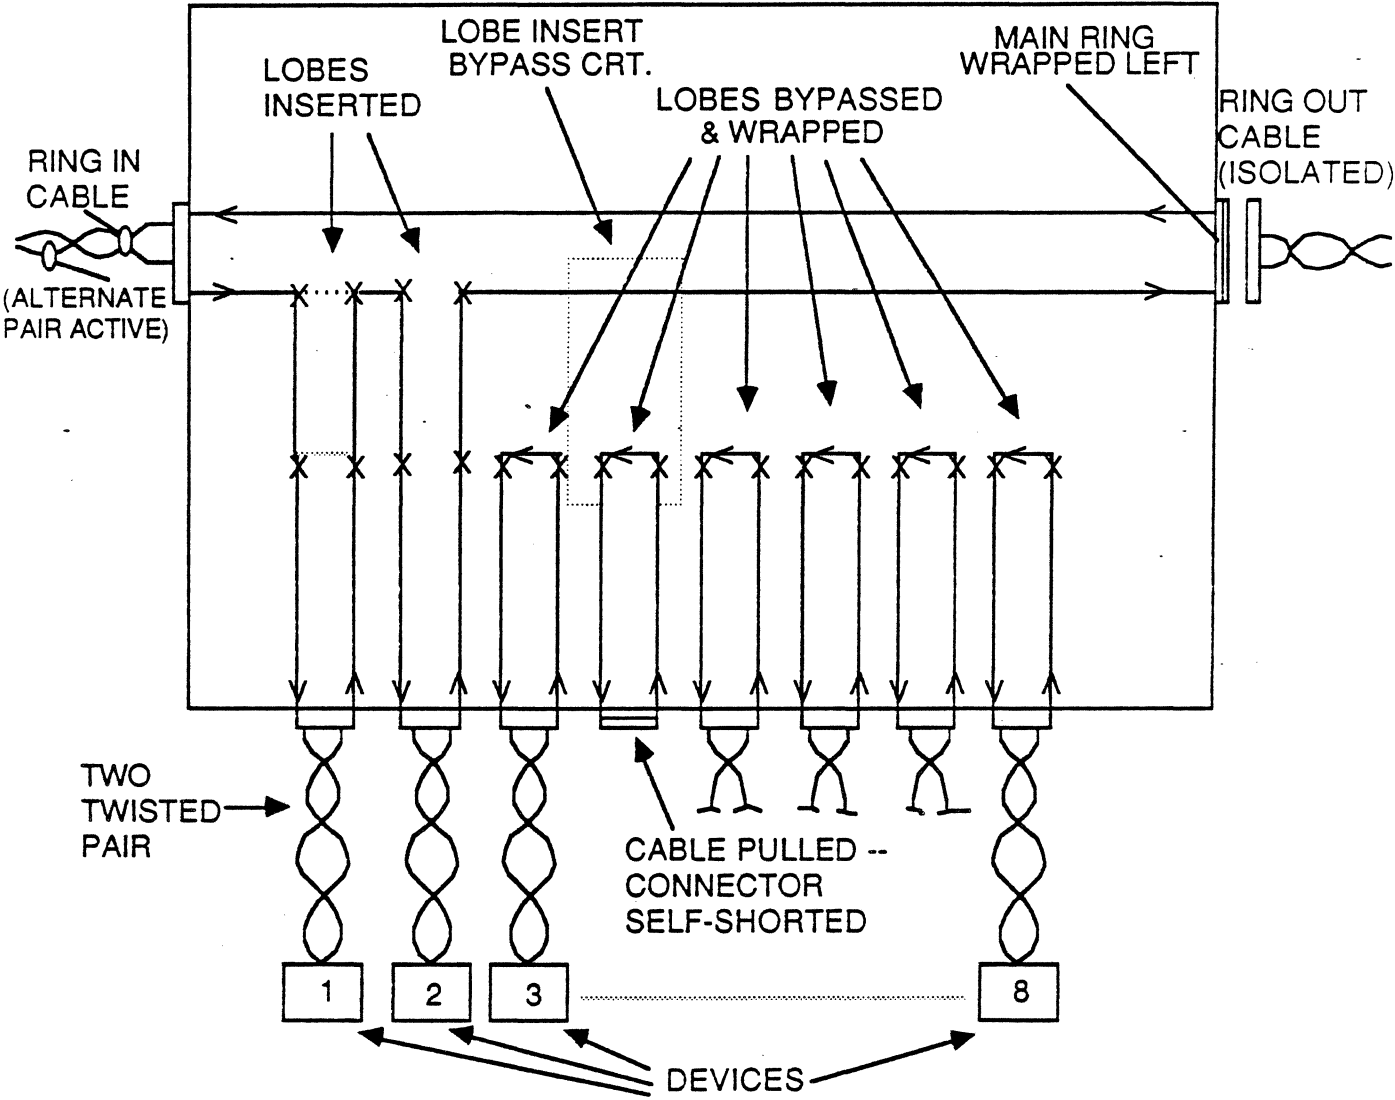 LOBE INSERT
BYPASS CRT.
MAIN RING
WRAPPED LEFT
LOBES
INSERTED
LOBES BYPASSED
& WRAPPED
RING OUT
CABLE
(ISOLATED)
RING IN
CABLE
(ALTERNATE
PAIR ACTIVE)
TWO
TWISTED
PAIR
CABLE PULLED --
CONNECTOR
SELF-SHORTED
1
2
3
8
DEVICES